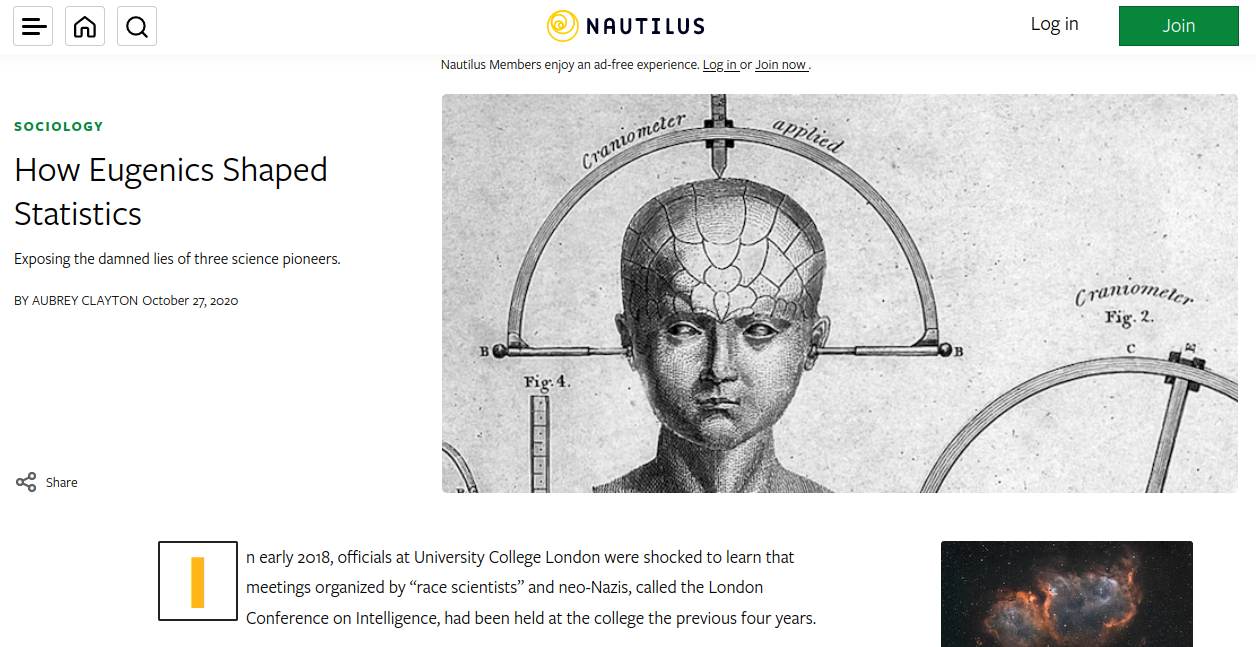 NAUTILUS
Log in
Join
Nautilus Members enjoy an ad-free experience. Log in or Join now .
SOCIOLOGY
How Eugenics Shaped
Statistics
Exposing the damned lies of three science pioneers.
BY AUBREY CLAYTON October 27, 2020
Share
Craniometer applied
B
B
Fig. 4.
B
Craniometer
Fig. 2.
C
E
In early 2018, officials at University College London were shocked to learn that
meetings organized by “race scientists” and neo-Nazis, called the London
Conference on Intelligence, had been held at the college the previous four years.